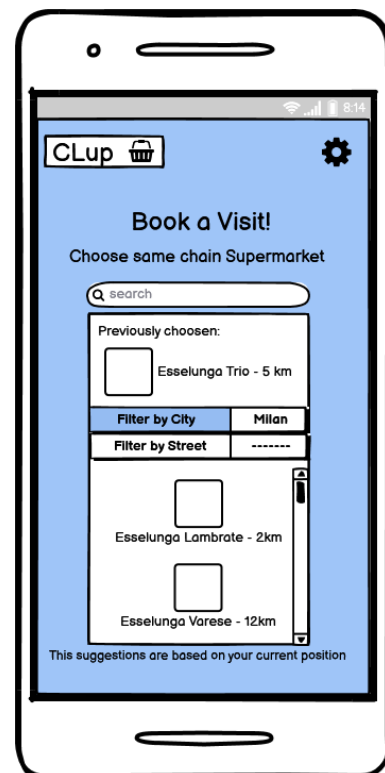 8:14
CLup
Book a Visit!
Choose same chain Supermarket
search
Previously choosen:
Esselunga Trio - 5 km
Filter by City Milan
Filter by Street -------
Esselunga Lambrate - 2km
Esselunga Varese - 12km
This suggestions are based on your current position